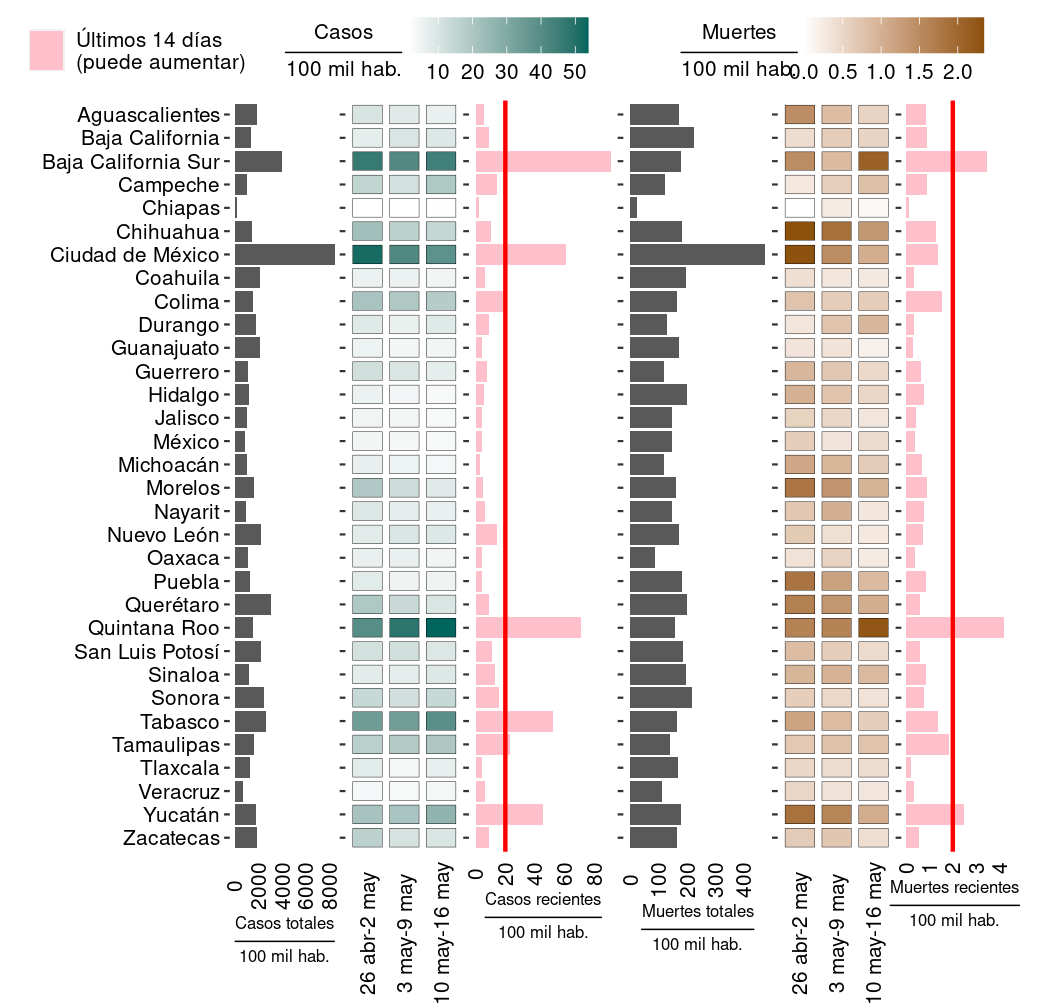 Últimos 14 días
(puede aumentar)
Casos
100 mil hab.
10 20 30 40 50
Muertes
100 mil hab.
0.0 0.5 1.0 1.5 2.0
Aguascalientes
Baja California
Baja California Sur
Campeche
Chiapas
Chihuahua
Ciudad de México
Coahuila
Colima
Durango
Guanajuato
Guerrero
Hidalgo
Jalisco
México
Michoacán
Morelos
Nayarit
Nuevo León
Oaxaca
Puebla
Querétaro
Quintana Roo
San Luis Potosí
Sinaloa
Sonora
Tabasco
Tamaulipas
Tlaxcala
Veracruz
Yucatán
Zacatecas
0 2000 4000 6000 8000
Casos totales
100 mil hab.
26 abr-2 may
3 may-9 may
10 may-16 may
0 20 40 60 80
Casos recientes
100 mil hab.
0 100 200 300 400
Muertes totales
100 mil hab.
26 abr-2 may
3 may-9 may
10 may-16 may
0 1 2 3 4
Muertes recientes
100 mil hab.